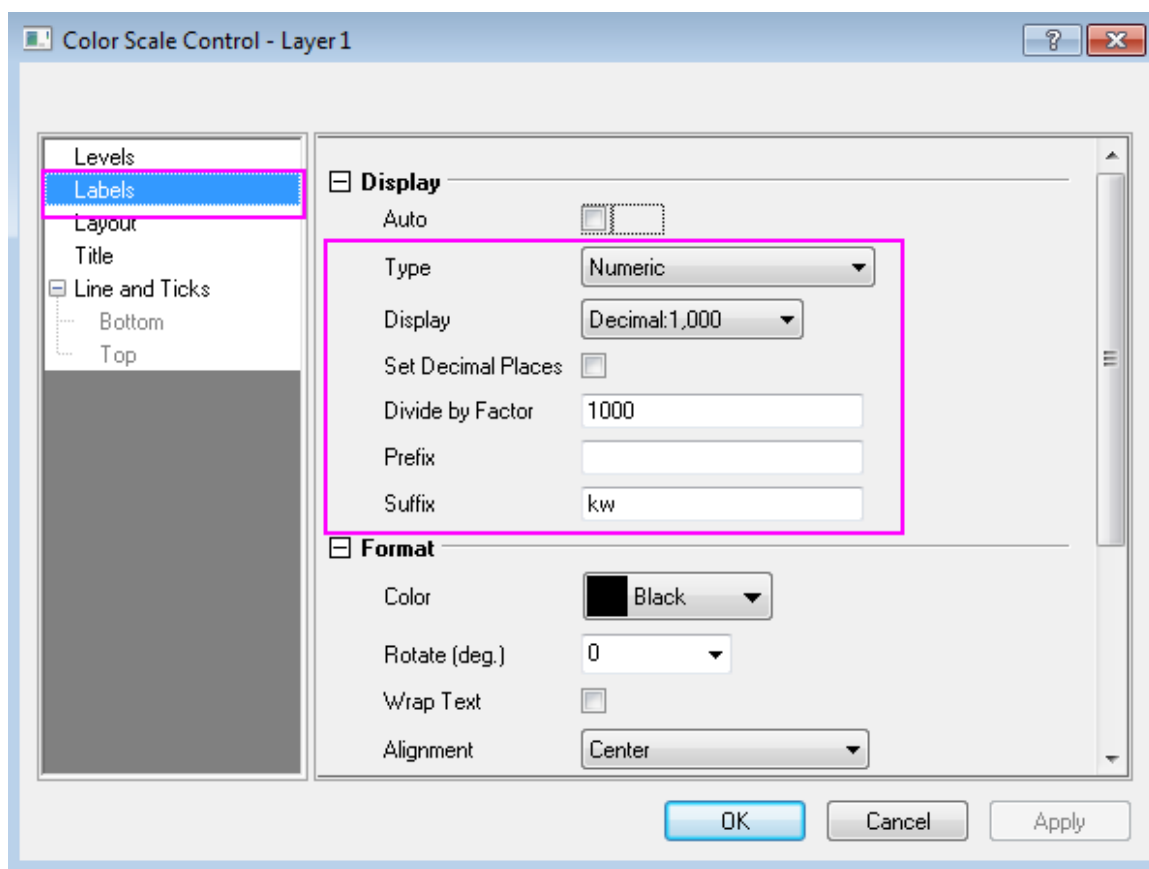 Color Scale Control - Layer 1
?
Levels
Labels
Layout
Title
Line and Ticks
Bottom
Top
Display
Auto
Type Numeric
Display Decimal:1,000
Set Decimal Places
Divide by Factor 1000
Prefix
Suffix kw
Format
Color Black
Rotate (deg.) 0
Wrap Text
Alignment Center
OK Cancel Apply